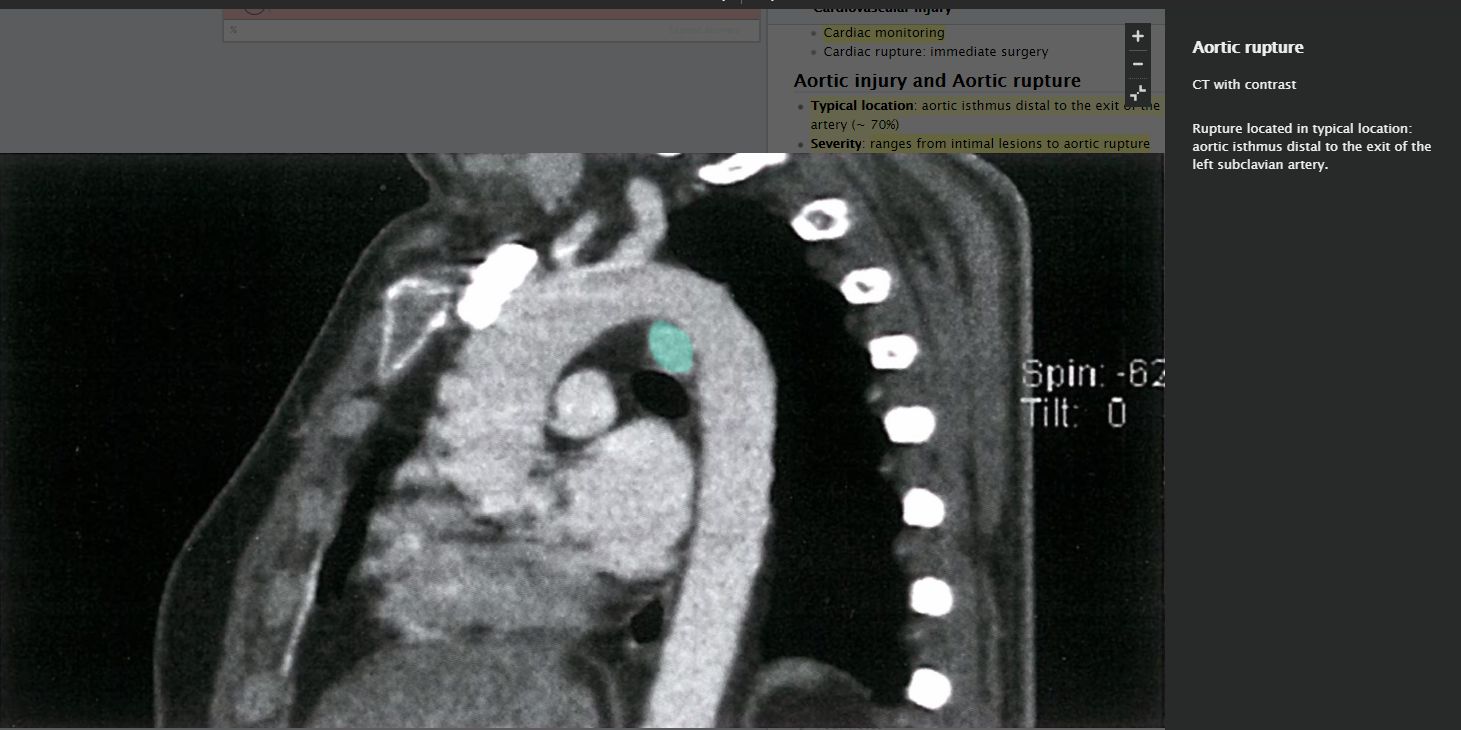 Cardiovascular injury
Cardiac monitoring
Cardiac rupture: immediate surgery
Aortic injury and Aortic rupture
Typical location: aortic isthmus distal to the exit of the
artery (~ 70%)
Severity: ranges from intimal lesions to aortic rupture
Spin: -62
Tilt: 0
Aortic rupture
CT with contrast
Rupture located in typical location:
aortic isthmus distal to the exit of the
left subclavian artery.